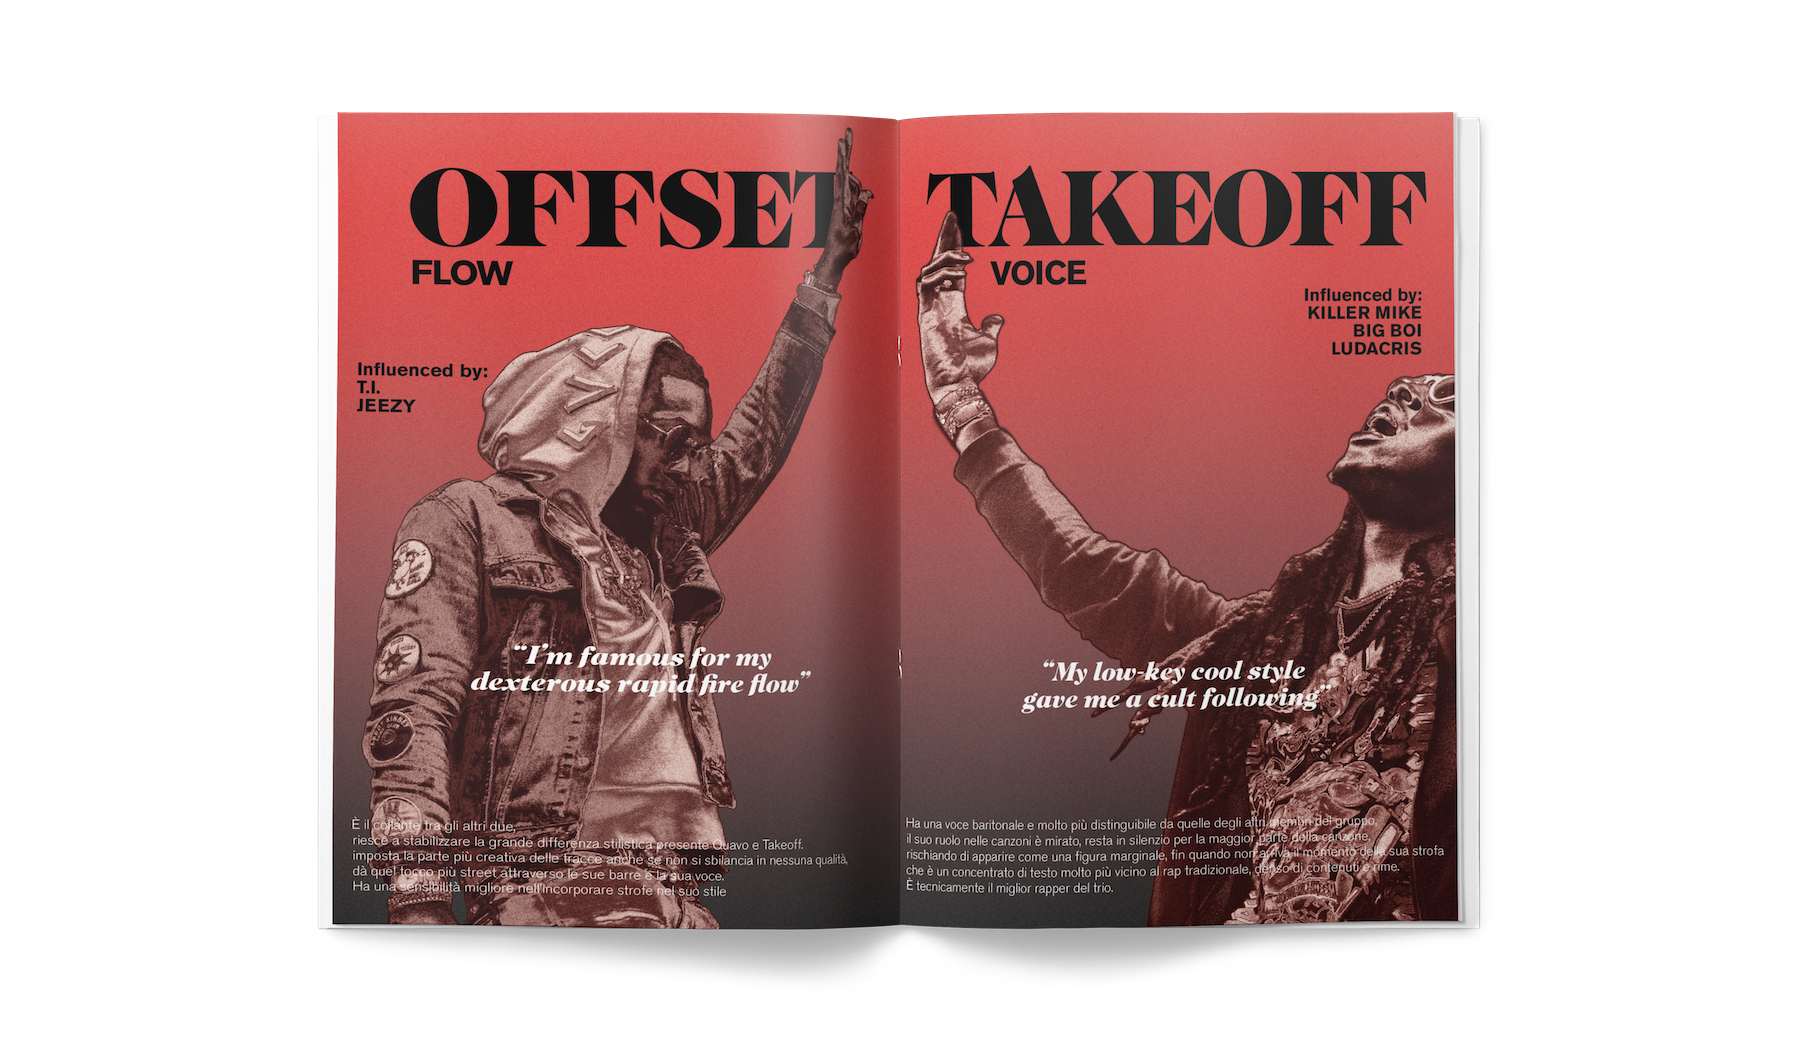 OFFSET
FLOW
Influenced by:
T.I.
JEEZY
“I’m famous for my
dexterous rapid fire flow”
È il collante tra gli altri due,
riesce a stabilizzare la grande differenza stilistica presente Quavo e Takeoff.
imposta la parte più creativa delle tracce anche se non si sbilancia in nessuna qualità,
dà quel tocco più street attraverso le sue barre e la sua voce.
Ha una sensibilità migliore nell'incorporare strofe nel suo stile
TAKEOFF
VOICE
Influenced by:
KILLER MIKE
BIG BOI
LUDACRIS
“My low-key cool style
gave me a cult following”
Ha una voce baritonale e molto più distinguibile da quelle degli altri membri del gruppo,
il suo ruolo nelle canzoni è mirato, resta in silenzio per la maggior parte della canzone,
rischiando di apparire come una figura marginale, fin quando non arriva il momento della sua strofa
che è un concentrato di testo molto più vicino al rap tradizionale, denso di contenuti e rime.
È tecnicamente il miglior rapper del trio.